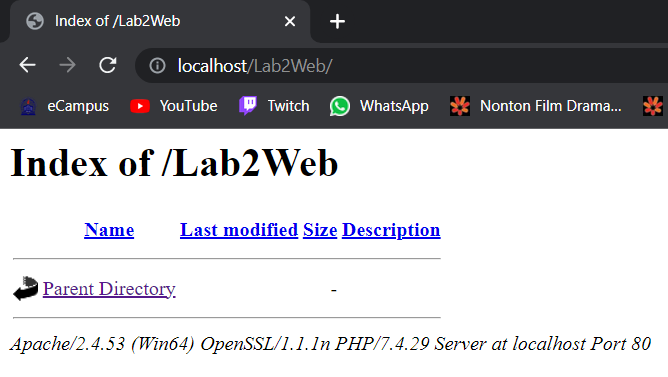 Index of /Lab2Web
localhost/Lab2Web/
eCampus YouTube Twitch WhatsApp Nonton Film Drama...
Index of /Lab2Web
Name Last modified Size Description
Parent Directory -
Apache/2.4.53 (Win64) OpenSSL/1.1.1n PHP/7.4.29 Server at localhost Port 80